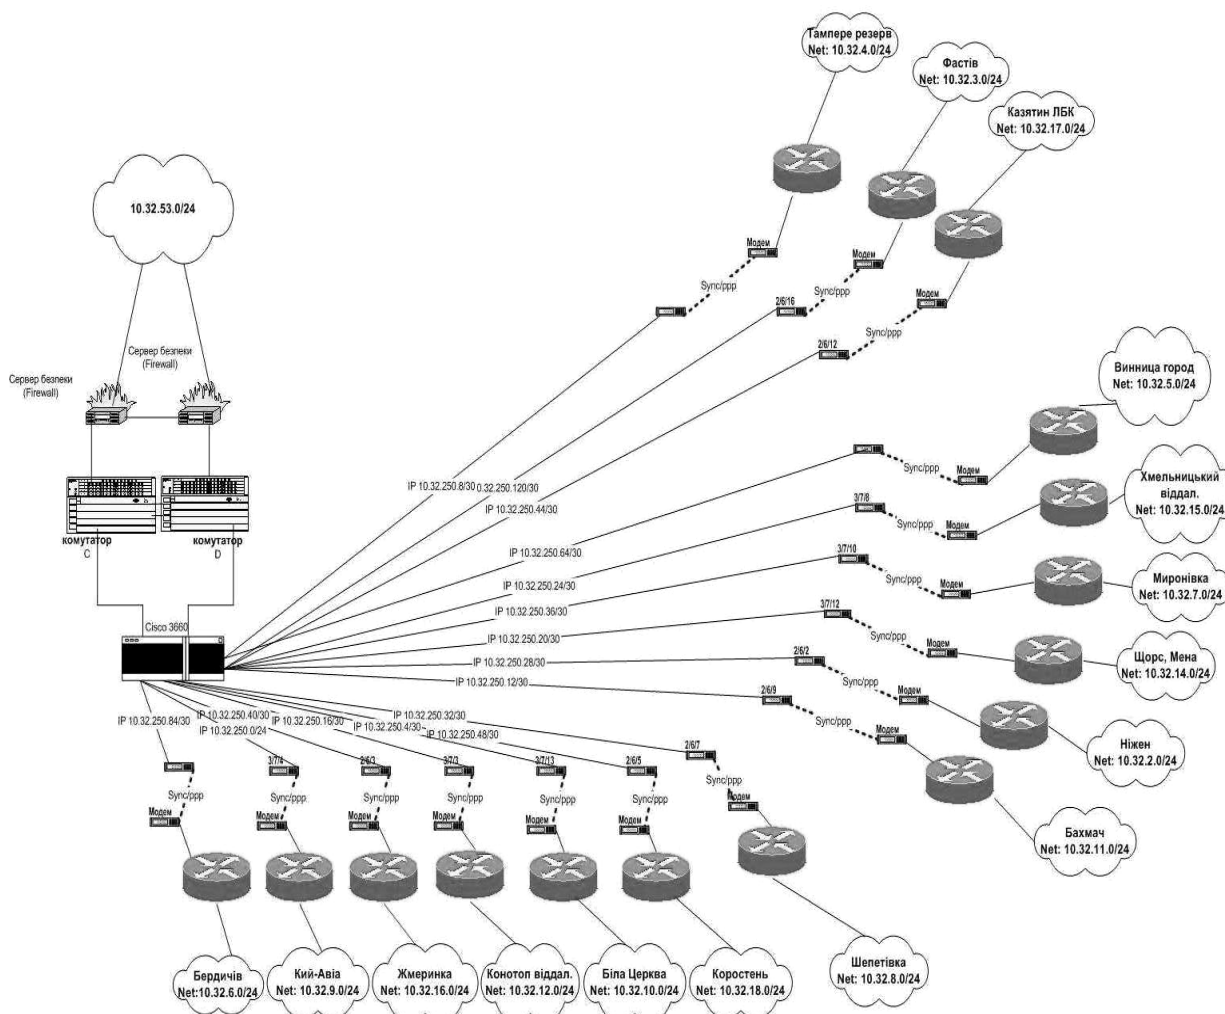 Тампере резерв
Net: 10.32.4.0/24
Фастів
Net: 10.32.3.0/24
Казятин ЛБК
Net: 10.32.17.0/24
10.32.53.0/24
Модем
Sync/ppp
Модем
2/6/16
Sync/ppp
Модем
2/6/12
Sync/ppp
Сервер безпеки
(Firewall)
Сервер безпеки
(Firewall)
Винница город
Net: 10.32.5.0/24
Sync/ppp
Модем
Хмельницький
віддал.
Net: 10.32.15.0/24
3/7/8
Sync/ppp
Модем
IP 10.32.250.8/30
0.32.250.120/30
IP 10.32.250.44/30
комутатор
C
комутатор
D
IP 10.32.250.64/30
3/7/10
Sync/ppp
Модем
Миронівка
Net: 10.32.7.0/24
IP 10.32.250.24/30
IP 10.32.250.36/30
3/7/12
Sync/ppp
Модем
Щорс, Мена
Net: 10.32.14.0/24
Cisco 3660
IP 10.32.250.20/30
IP 10.32.250.28/30
2/6/2
Sync/ppp
Модем
Ніжен
Net: 10.32.2.0/24
IP 10.32.250.12/30
2/6/9
Sync/ppp
Модем
Бахмач
Net: 10.32.11.0/24
IP 10.32.250.84/30
IP 10.32.250.40/30
IP 10.32.250.0/24
IP 10.32.250.16/30
IP 10.32.250.4/30
IP 10.32.250.32/30
IP 10.32.250.48/30
3/7/4
2/6/3
3/7/3
3/7/13
2/6/5
2/6/7
Sync/ppp
Sync/ppp
Sync/ppp
Sync/ppp
Sync/ppp
Sync/ppp
Sync/ppp
Модем
Модем
Модем
Модем
Модем
Модем
Модем
Бердичів
Net:10.32.6.0/24
Кий-Авіа
Net: 10.32.9.0/24
Жмеринка
Net: 10.32.16.0/24
Конотоп віддал.
Net: 10.32.12.0/24
Біла Церква
Net: 10.32.10.0/24
Коростень
Net: 10.32.18.0/24
Шепетівка
Net: 10.32.8.0/24